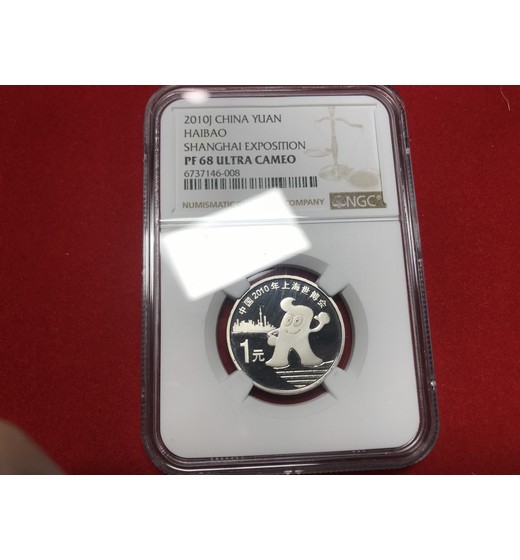 2010J CHINA YUAN
HAIBAO
SHANGHAI EXPOSITION
PF 68 ULTRA CAMEO
6737146-008
NUMISMATIC COMPANY NGC
中国2010年上海世博会
1元